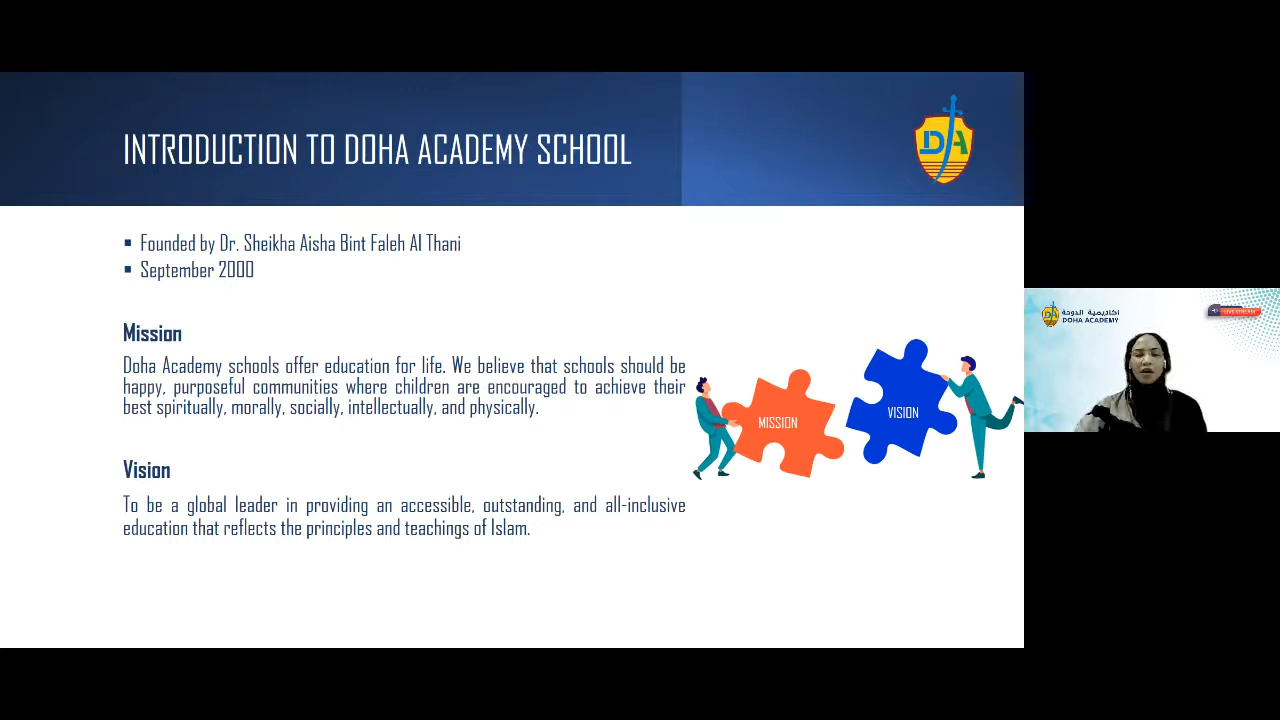 INTRODUCTION TO DOHA ACADEMY SCHOOL
DA
▪ Founded by Dr. Sheikha Aisha Bint Faleh Al Thani
▪ September 2000
Mission
Doha Academy schools offer education for life. We believe that schools should be
happy, purposeful communities where children are encouraged to achieve their
best spiritually, morally, socially, intellectually, and physically.
MISSION
VISION
Vision
To be a global leader in providing an accessible, outstanding, and all-inclusive
education that reflects the principles and teachings of Islam.
DA
أكاديمية الدوحة
DOHA ACADEMY
LIVE STREAM